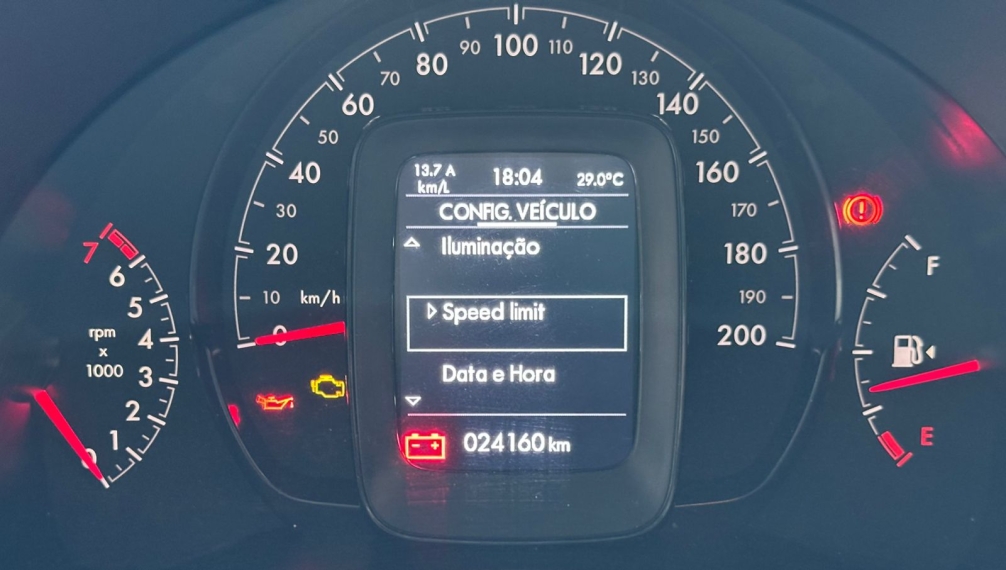 100
90
110
80
120
70
130
60
140
50
150
40
160
30
170
20
180
10
km/h
190
0
200
13.7 A
km/L
18:04
29.0°C
CONFIG. VEÍCULO
Iluminação
Speed limit
Data e Hora
024160 km
7
6
5
4
3
2
1
0
rpm
x
1000
F
E